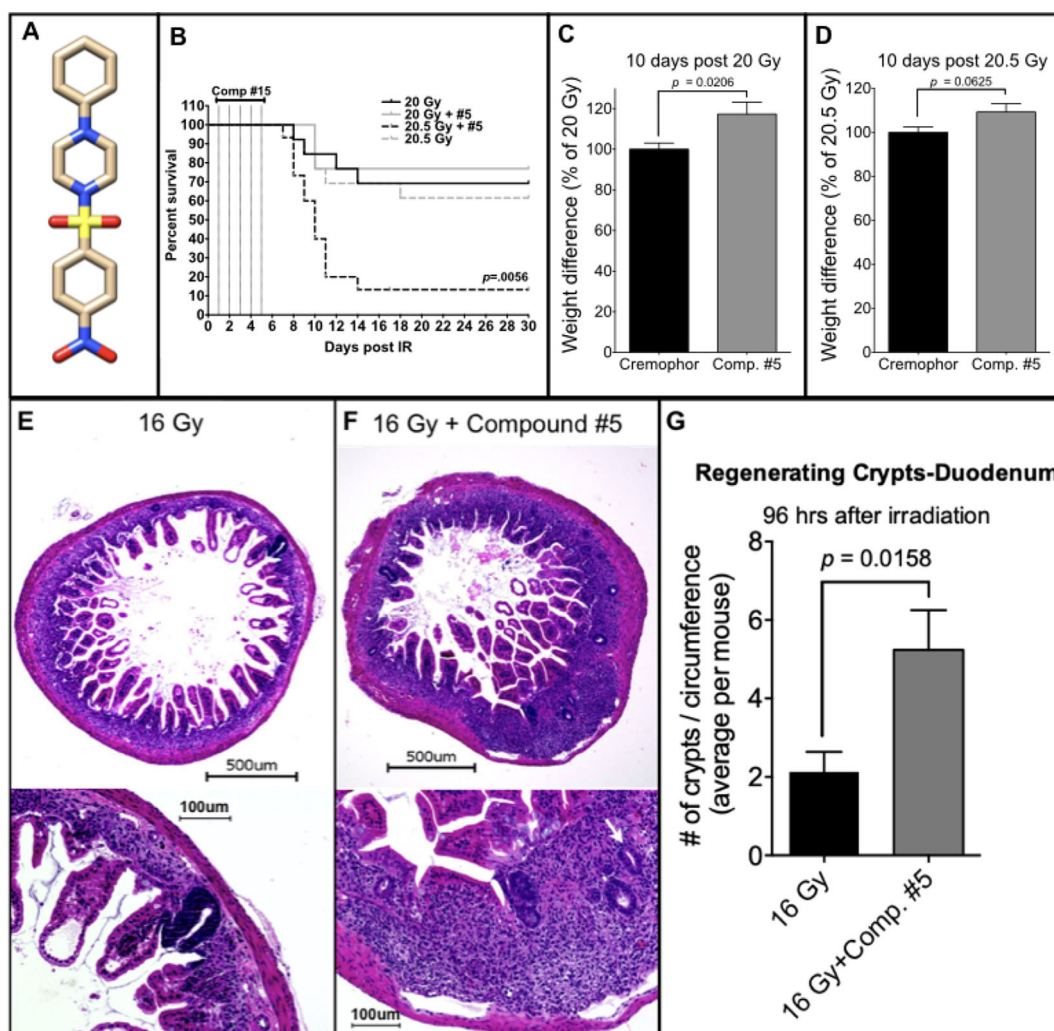 A
B
Comp #15
20 Gy
20 Gy + #5
20.5 Gy + #5
20.5 Gy
110
100
90
80
70
60
50
40
30
20
10
0
Percent survival
p=.0056
0 2 4 6 8 10 12 14 16 18 20 22 24 26 28 30
Days post IR
C
10 days post 20 Gy
p = 0.0206
Weight difference (% of 20 Gy)
120
100
80
60
40
20
0
Cremophor Comp. #5
D
10 days post 20.5 Gy
p = 0.0625
Weight difference (% of 20.5 Gy)
120
100
80
60
40
20
0
Cremophor Comp. #5
E
16 Gy
500um
100um
F
16 Gy + Compound #5
500um
100um
G
Regenerating Crypts-Duodenum
96 hrs after irradiation
p = 0.0158
# of crypts / circumference
(average per mouse)
8
6
4
2
0
16 Gy
16 Gy+Comp. #5